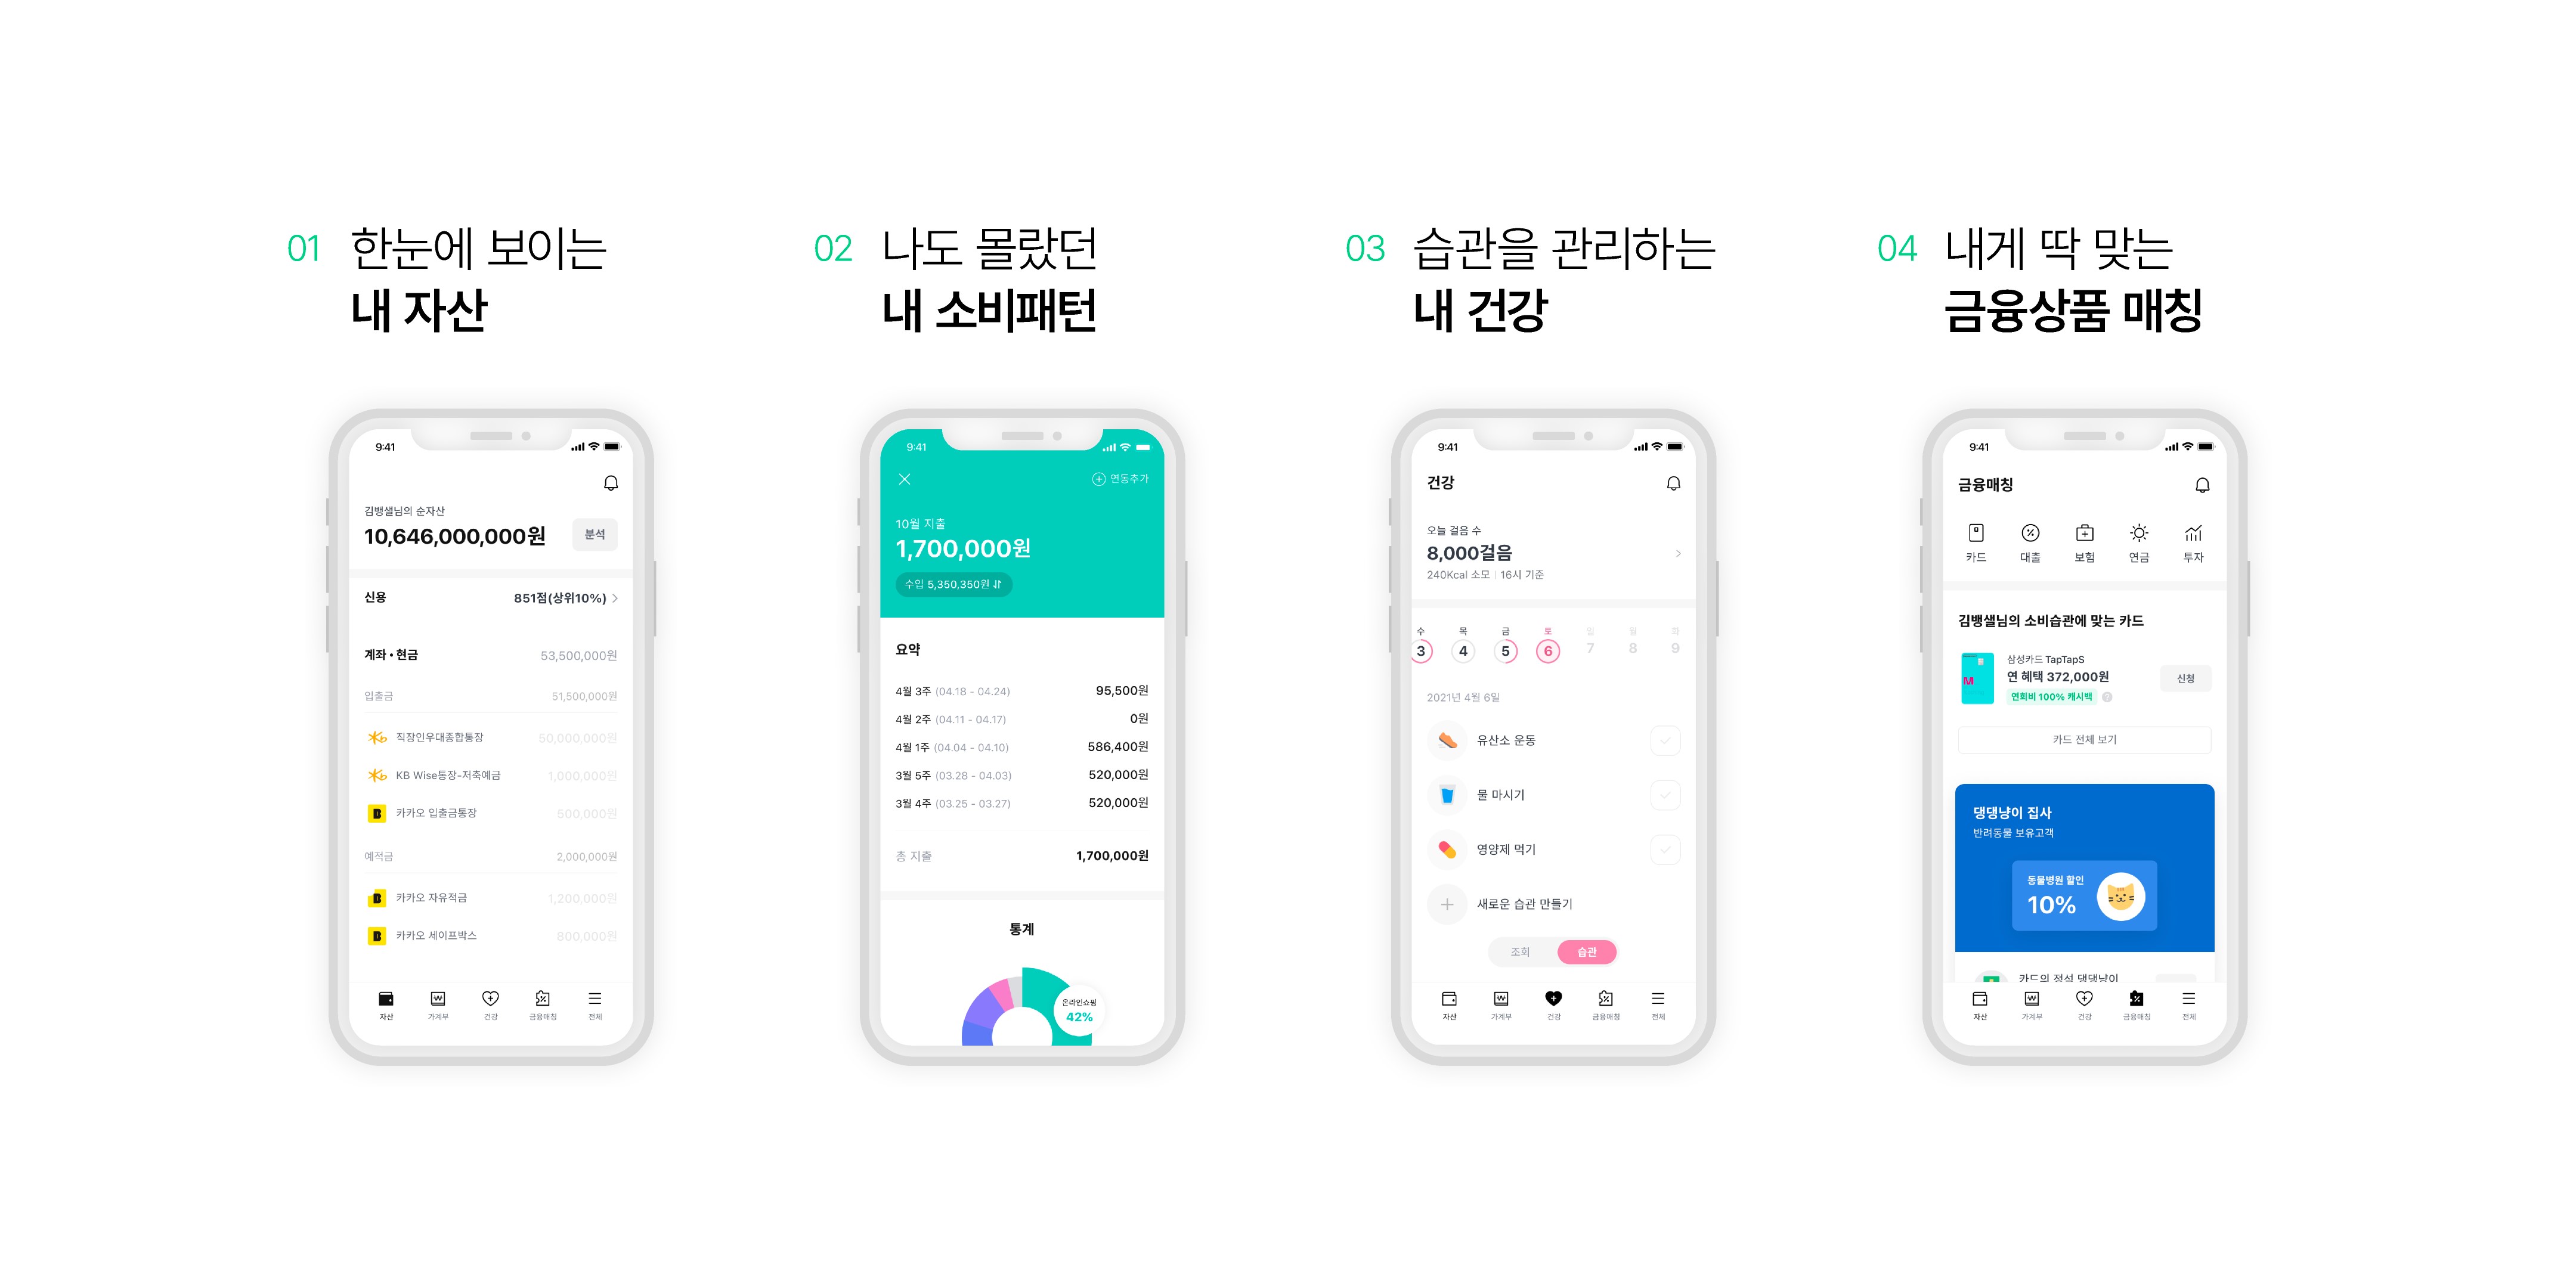 01 한눈에 보이는
내 자산
9:41
김뱅샐님의 순자산
10,646,000,000원 분석
신용 851점(상위10%)
계좌 • 현금 53,500,000원
입출금 51,500,000원
직장인우대종합통장 50,000,000원
KB Wise통장-저축예금 1,000,000원
카카오 입출금통장 500,000원
예적금 2,000,000원
카카오 자유적금 1,200,000원
카카오 세이프박스 800,000원
자산 가계부 건강 금융매칭 전체
02 나도 몰랐던
내 소비패턴
9:41
연동추가
10월 지출
1,700,000원
수입 5,350,350원
요약
4월 3주 (04.18 - 04.24) 95,500원
4월 2주 (04.11 - 04.17) 0원
4월 1주 (04.04 - 04.10) 586,400원
3월 5주 (03.28 - 04.03) 520,000원
3월 4주 (03.25 - 03.27) 520,000원
총 지출 1,700,000원
통계
온라인쇼핑
42%
03 습관을 관리하는
내 건강
9:41
건강
오늘 걸음 수
8,000걸음
240Kcal 소모 | 16시 기준
수 목 금 토 일 월 화
3 4 5 6 7 8 9
2021년 4월 6일
유산소 운동
물 마시기
영양제 먹기
새로운 습관 만들기
조회 습관
자산 가계부 건강 금융매칭 전체
04 내게 딱 맞는
금융상품 매칭
9:41
금융매칭
카드 대출 보험 연금 투자
김뱅샐님의 소비습관에 맞는 카드
삼성카드 TapTapS
연 혜택 372,000원 신청
연회비 100% 캐시백 ?
카드 전체 보기
댕댕냥이 집사
반려동물 보유고객
동물병원 할인
10%
카드의 정석 댕댕냥이
자산 가계부 건강 금융매칭 전체